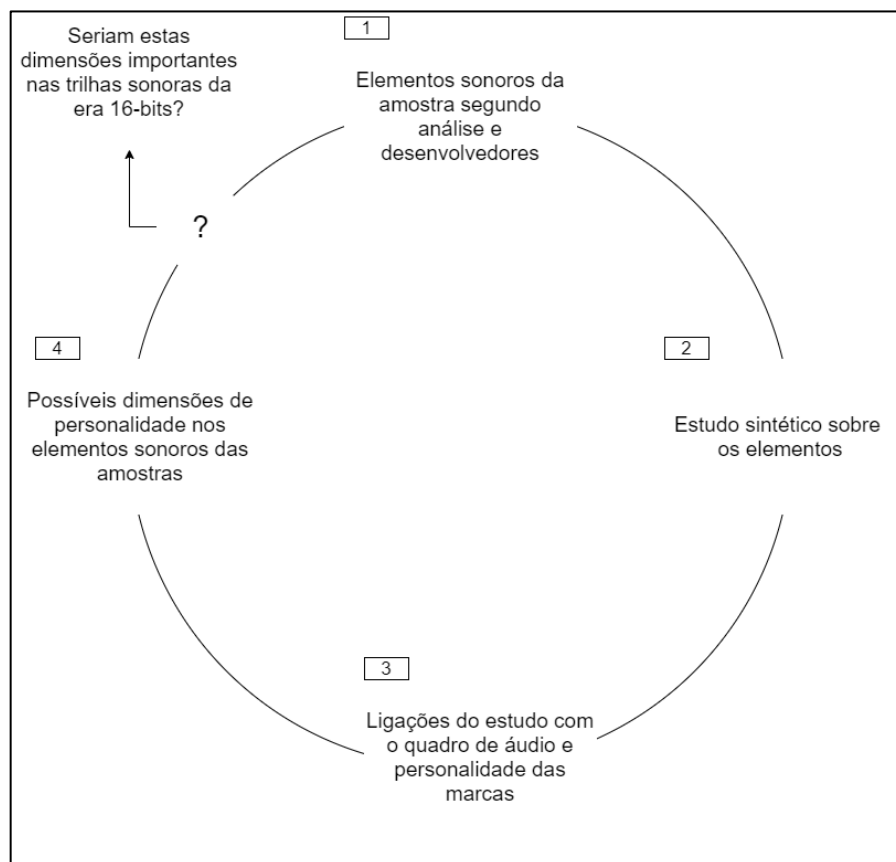 Seriam estas
dimensões importantes
nas trilhas sonoras da
era 16-bits?
?
1
Elementos sonoros da
amostra segundo
análise e
desenvolvedores
2
Estudo sintético sobre
os elementos
3
Ligações do estudo com
o quadro de áudio e
personalidade das
marcas
4
Possíveis dimensões de
personalidade nos
elementos sonoros das
amostras